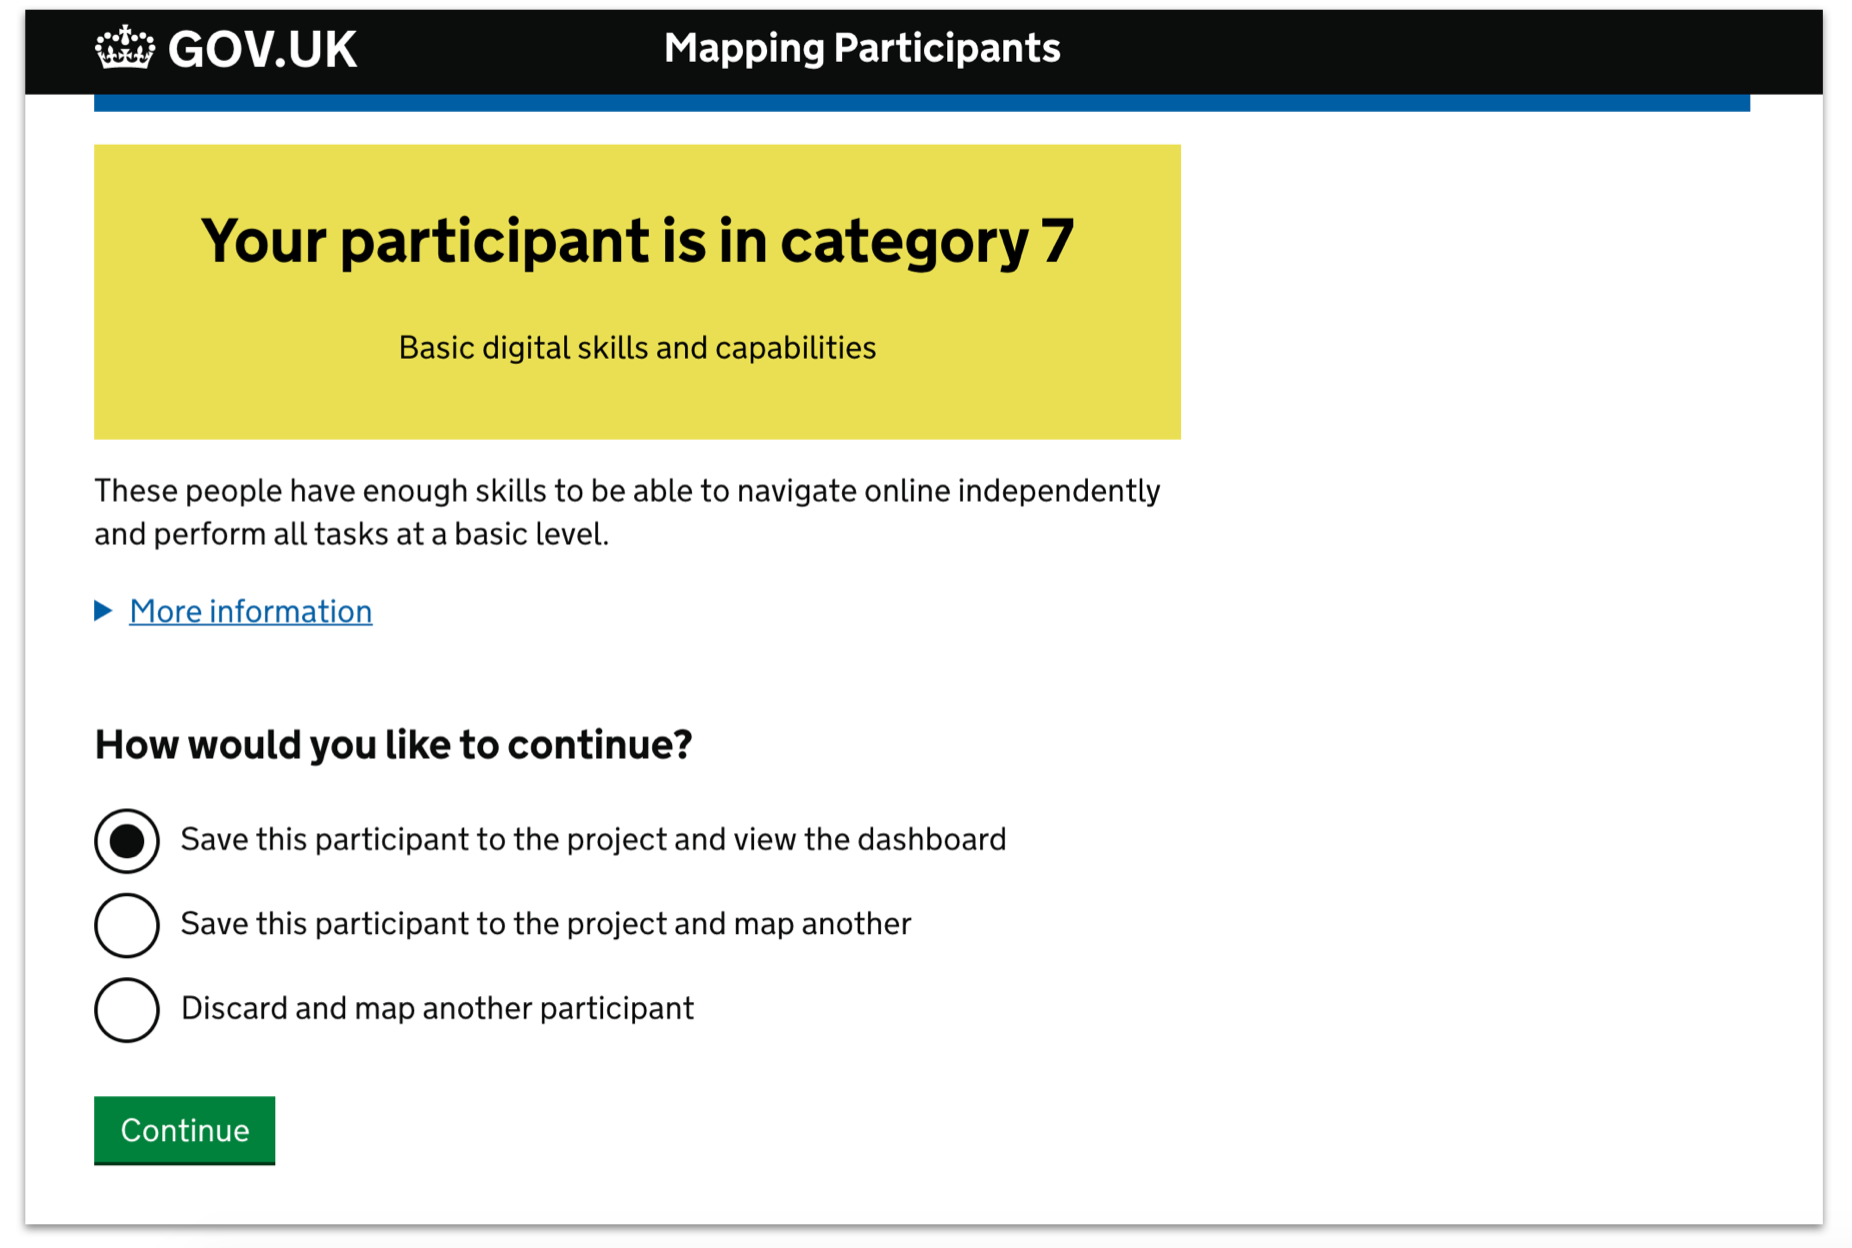 GOV.UK
Mapping Participants
Your participant is in category 7
Basic digital skills and capabilities
These people have enough skills to be able to navigate online independently
and perform all tasks at a basic level.
More information
How would you like to continue?
Save this participant to the project and view the dashboard
Save this participant to the project and map another
Discard and map another participant
Continue